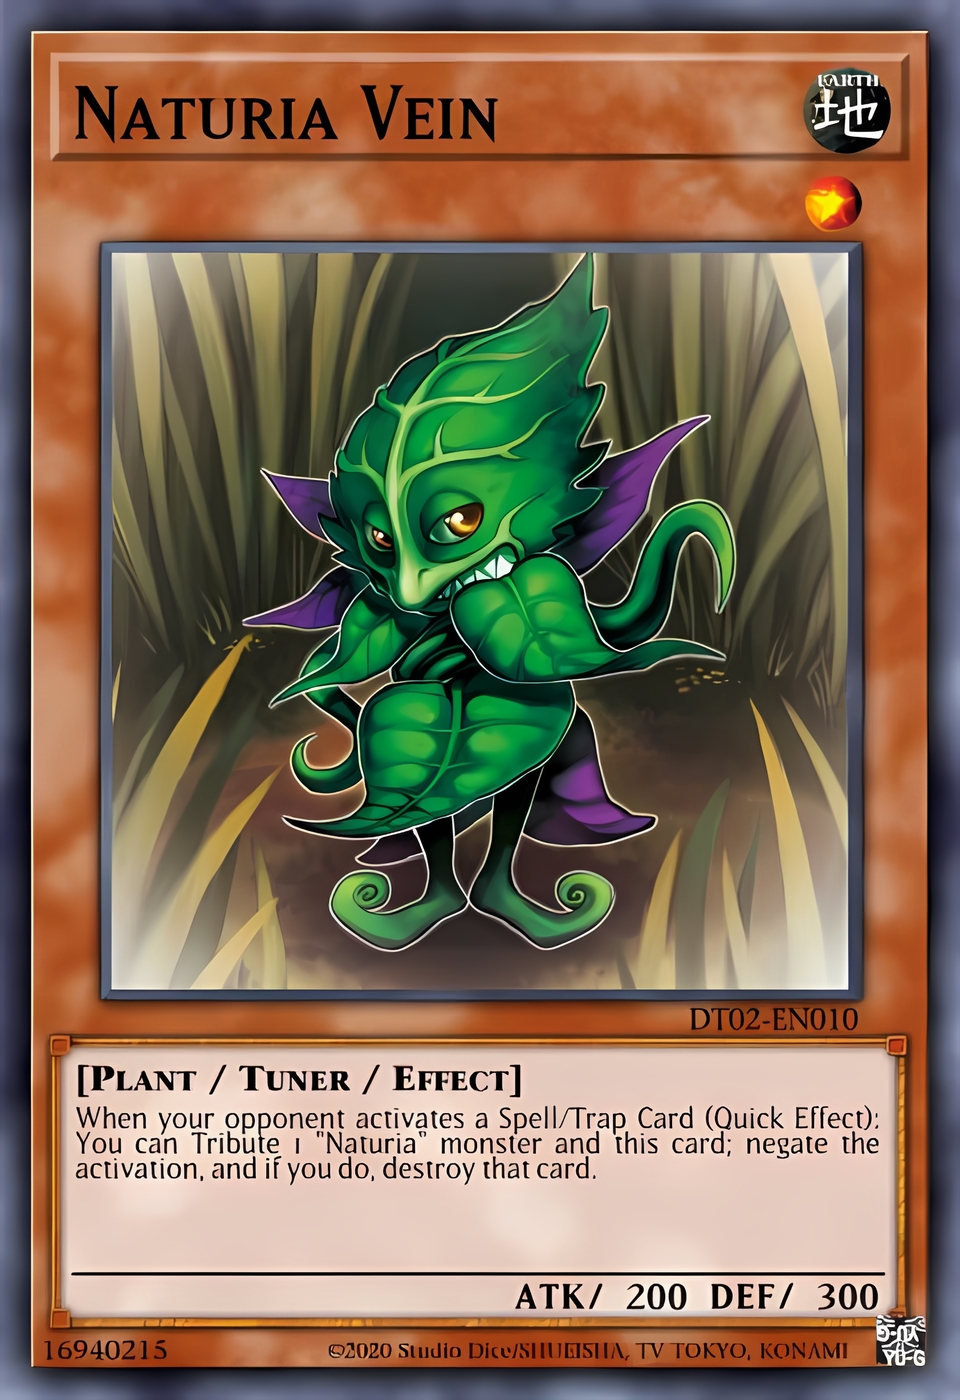 NATURIA VEIN
EARTH
地
DT02-EN010
[PLANT / TUNER / EFFECT]
When your opponent activates a Spell/Trap Card (Quick Effect):
You can Tribute 1 "Naturia" monster and this card; negate the
activation, and if you do, destroy that card.
ATK/ 200 DEF/ 300
16940215
©2020 Studio Dice/SHUEISHA, TV TOKYO, KONAMI